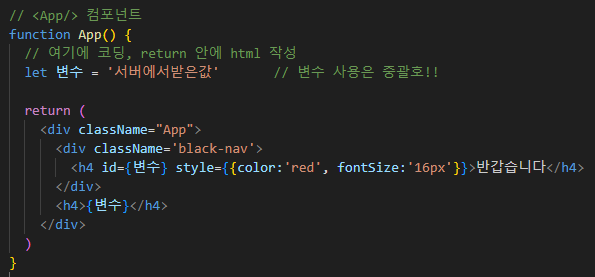 // <App/> 컴포넌트
function App() {
  // 여기에 코딩, return 안에 html 작성
  let 변수 = '서버에서받은값'       // 변수 사용은 중괄호!!

  return (
    <div className="App">
      <div className='black-nav'>
        <h4 id={변수} style={{color:'red', fontSize:'16px'}}>반갑습니다</h4>
      </div>
      <h4>{변수}</h4>
    </div>
  )
}